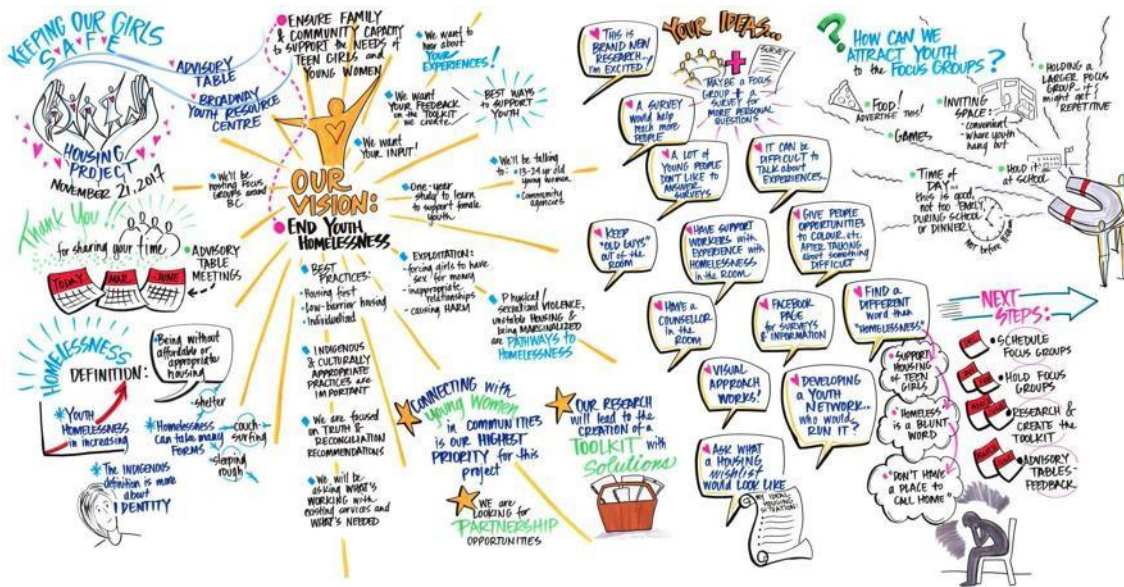 KEEPING OUR GIRLS
SAFE
HOUSING
PROJECT
NOVEMBER 21, 2017
ADVISORY
TABLE
BROADWAY
YOUTH RESOURCE
CENTRE
Thank You!!
for sharing your time
TODAY
MAR.
JUNE
ADVISORY
TABLE
MEETINGS
HOMELESSNESS
DEFINITION:
Being without
affordable or
appropriate
housing
YOUTH
HOMELESSNESS
IN increasing
Homelessness
can take many
FORMS
shelter
couch-
surfing
sleeping
rough
THE INDIGENOUS
definition is more
about
IDENTITY
ENSURE FAMILY
& COMMUNITY CAPACITY
to SUPPORT the NEEDS of
TEEN GIRLS and
YOUNG WOMEN
We want to
hear about
YOUR EXPERIENCES!
We want
YOUR FEEDBACK
on the TOOLKIT
we create
BEST WAYS to
SUPPORT
YOUTH
We want
YOUR INPUT!
We'll be
hosting FOCUS
GROUPS around
BC
OUR
VISION:
END YOUTH
HOMELESSNESS
One-year
study to learn
to support female
youth
We'll be talking
to:
13-24 yr old
young women
Community
agencies
BEST
PRACTICES:
Housing first
Low-barrier housing
Individualized
EXPLOITATION:
forcing girls to have
sex for money
inappropriate
relationships
causing HARM
Physical/
sexualized VIOLENCE,
unstable HOUSING &
being MARGINALIZED
are PATHWAYS to
HOMELESSNESS
INDIGENOUS
& CULTURALLY
APPROPRIATE
PRACTICES are
IMPORTANT
We are focused
on TRUTH &
RECONCILIATION
RECOMMENDATIONS
We will be
asking WHAT'S
WORKING with
existing services and
WHAT'S NEEDED
CONNECTING with
Young Women
in COMMUNITIES
is OUR HIGHEST
PRIORITY for this
project
WE ARE
LOOKING for
PARTNERSHIP
OPPORTUNITIES
OUR RESEARCH
will lead to the
CREATION of a
TOOLKIT with
Solutions
YOUR IDEAS...
THIS IS
BRAND NEW
RESEARCH...
I'M EXCITED!
SURVEY
MAYBE A FOCUS
GROUP + a
SURVEY for
MORE PERSONAL
QUESTIONS
A SURVEY
would help
reach more
PEOPLE
A LOT of
YOUNG PEOPLE
DON'T LIKE to
ANSWER
SURVEYS
IT CAN be
DIFFICULT to
TALK about
EXPERIENCES...
KEEP
"OLD GUYS"
OUT of the
ROOM
HAVE SUPPORT
WORKERS with
EXPERIENCE with
HOMELESSNESS
in the ROOM
GIVE PEOPLE
OPPORTUNITIES
to COLOUR, etc.
AFTER TALKING
about something
DIFFICULT
HAVE a
COUNSELLOR
in the
ROOM
FACEBOOK
PAGE
for SURVEYS
& INFORMATION
FIND A
DIFFERENT
WORD then
"HOMELESSNESS"
VISUAL
APPROACH
WORKS!
DEVELOPING
a YOUTH
NETWORK...
who would
RUN IT?
ASK WHAT
a HOUSING
wishlist
WOULD LOOK LIKE
MY IDEAL
HOUSING
SITUATION:
SUPPORT
HOUSING
OF TEEN
GIRLS
HOMELESS
is a BLUNT
WORD
"DON'T HAVE
a PLACE to
CALL HOME"
HOW CAN WE
ATTRACT YOUTH
to the FOCUS GROUPS?
FOOD!
ADVERTISE THIS!
GAMES
INVITING
SPACE:
convenient
where youth
hang out
HOLDING A
LARGER FOCUS
GROUP... it
might get
REPETITIVE
HOLD it
AT SCHOOL
TIME OF
DAY...
this is good,
not too EARLY,
DURING SCHOOL
or DINNER!
NEXT
STEPS:
SCHEDULE
FOCUS GROUPS
HOLD FOCUS
GROUPS
RESEARCH &
CREATE the
TOOLKIT
ADVISORY
TABLES-
FEEDBACK